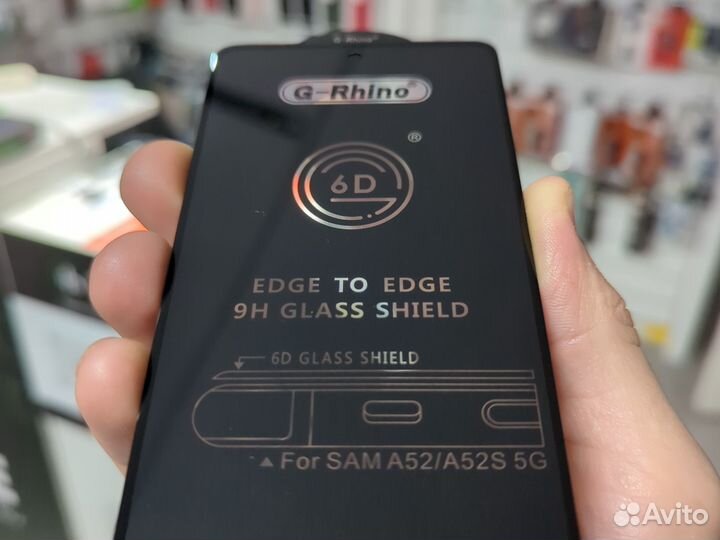 G-Rhino®
®
6D
EDGE TO EDGE
9H GLASS SHIELD
6D GLASS SHIELD
▲ For SAM A52/A52S 5G
Avito